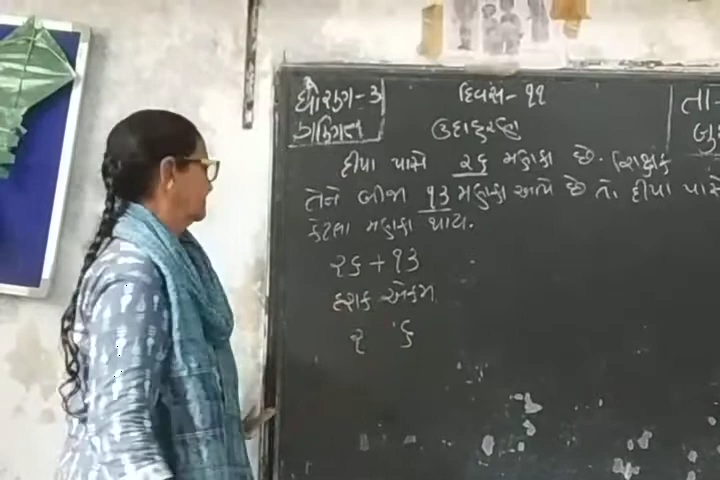 ધોરણ - ૩ દિવસ - ૧૧ તા-
ગણિત ઉદાહરણ
દીપા પાસે ૨૬ મણકા છે. શિક્ષક
તેને બીજા ૧૩ મણકા આપે છે તો દીપા પાસે
કેટલા મણકા થાય.
૨૬ + ૧૩
દશક એકમ
૨ ૬